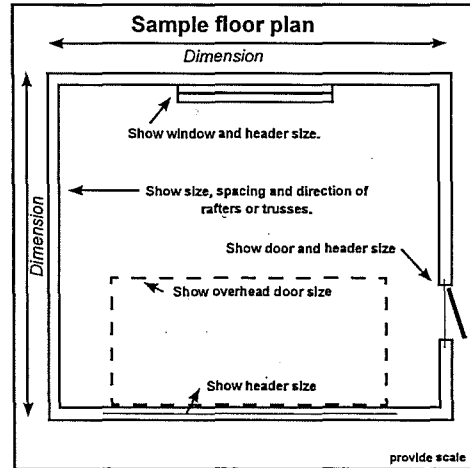 Sample floor plan
Dimension
Show window and header size.
Dimension
Show size, spacing and direction of
rafters or trusses.
Show door and header size
Show overhead door size
Show header size
provide scale